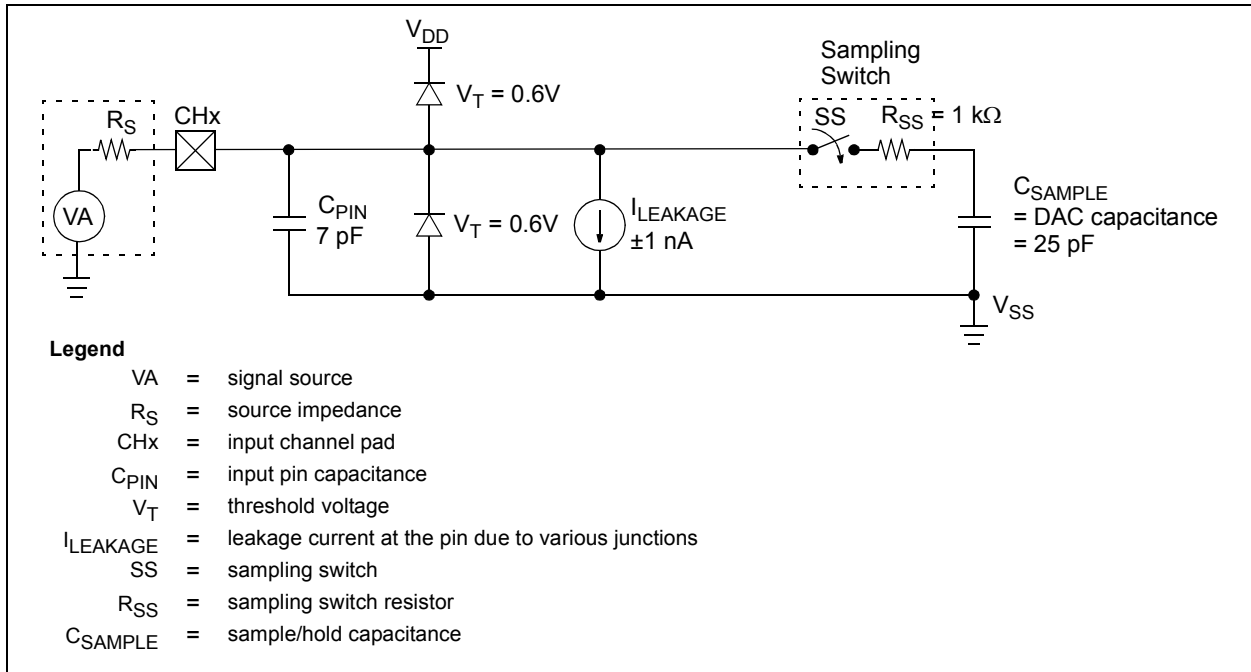 VDD
Sampling
Switch
VT = 0.6V
RS
CHx
SS
RSS = 1 kΩ
VA
CPIN
7 pF
VT = 0.6V
ILEAKAGE
±1 nA
CSAMPLE
= DAC capacitance
= 25 pF
VSS
Legend
VA = signal source
RS = source impedance
CHx = input channel pad
CPIN = input pin capacitance
VT = threshold voltage
ILEAKAGE = leakage current at the pin due to various junctions
SS = sampling switch
RSS = sampling switch resistor
CSAMPLE = sample/hold capacitance